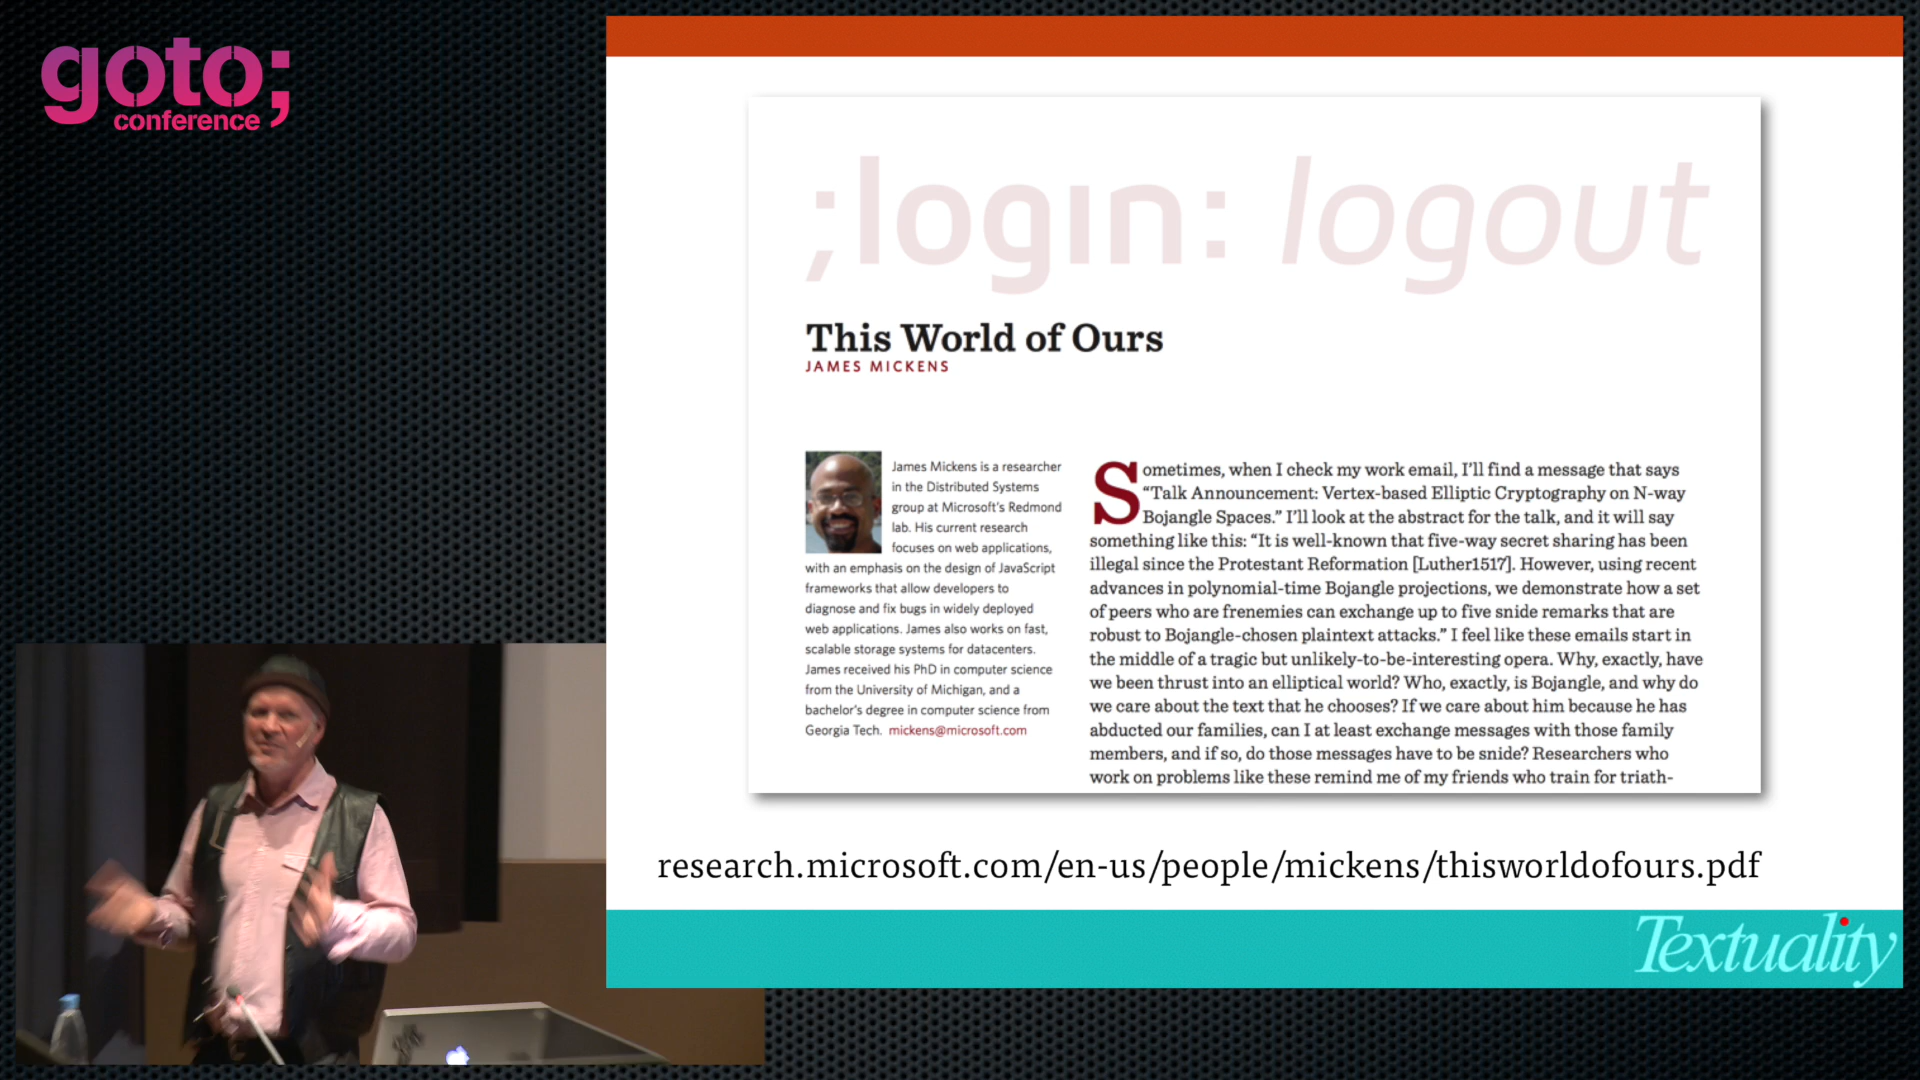 goto;
conference
;login: logout
This World of Ours
JAMES MICKENS
James Mickens is a researcher
in the Distributed Systems
group at Microsoft's Redmond
lab. His current research
focuses on web applications,
with an emphasis on the design of JavaScript
frameworks that allow developers to
diagnose and fix bugs in widely deployed
web applications. James also works on fast,
scalable storage systems for datacenters.
James received his PhD in computer science
from the University of Michigan, and a
bachelor's degree in computer science from
Georgia Tech. mickens@microsoft.com
Sometimes, when I check my work email, I'll find a message that says
“Talk Announcement: Vertex-based Elliptic Cryptography on N-way
Bojangle Spaces.” I'll look at the abstract for the talk, and it will say
something like this: “It is well-known that five-way secret sharing has been
illegal since the Protestant Reformation [Luther1517]. However, using recent
advances in polynomial-time Bojangle projections, we demonstrate how a set
of peers who are frenemies can exchange up to five snide remarks that are
robust to Bojangle-chosen plaintext attacks.” I feel like these emails start in
the middle of a tragic but unlikely-to-be-interesting opera. Why, exactly, have
we been thrust into an elliptical world? Who, exactly, is Bojangle, and why do
we care about the text that he chooses? If we care about him because he has
abducted our families, can I at least exchange messages with those family
members, and if so, do those messages have to be snide? Researchers who
work on problems like these remind me of my friends who train for triath-
research.microsoft.com/en-us/people/mickens/thisworldofours.pdf
Textuality